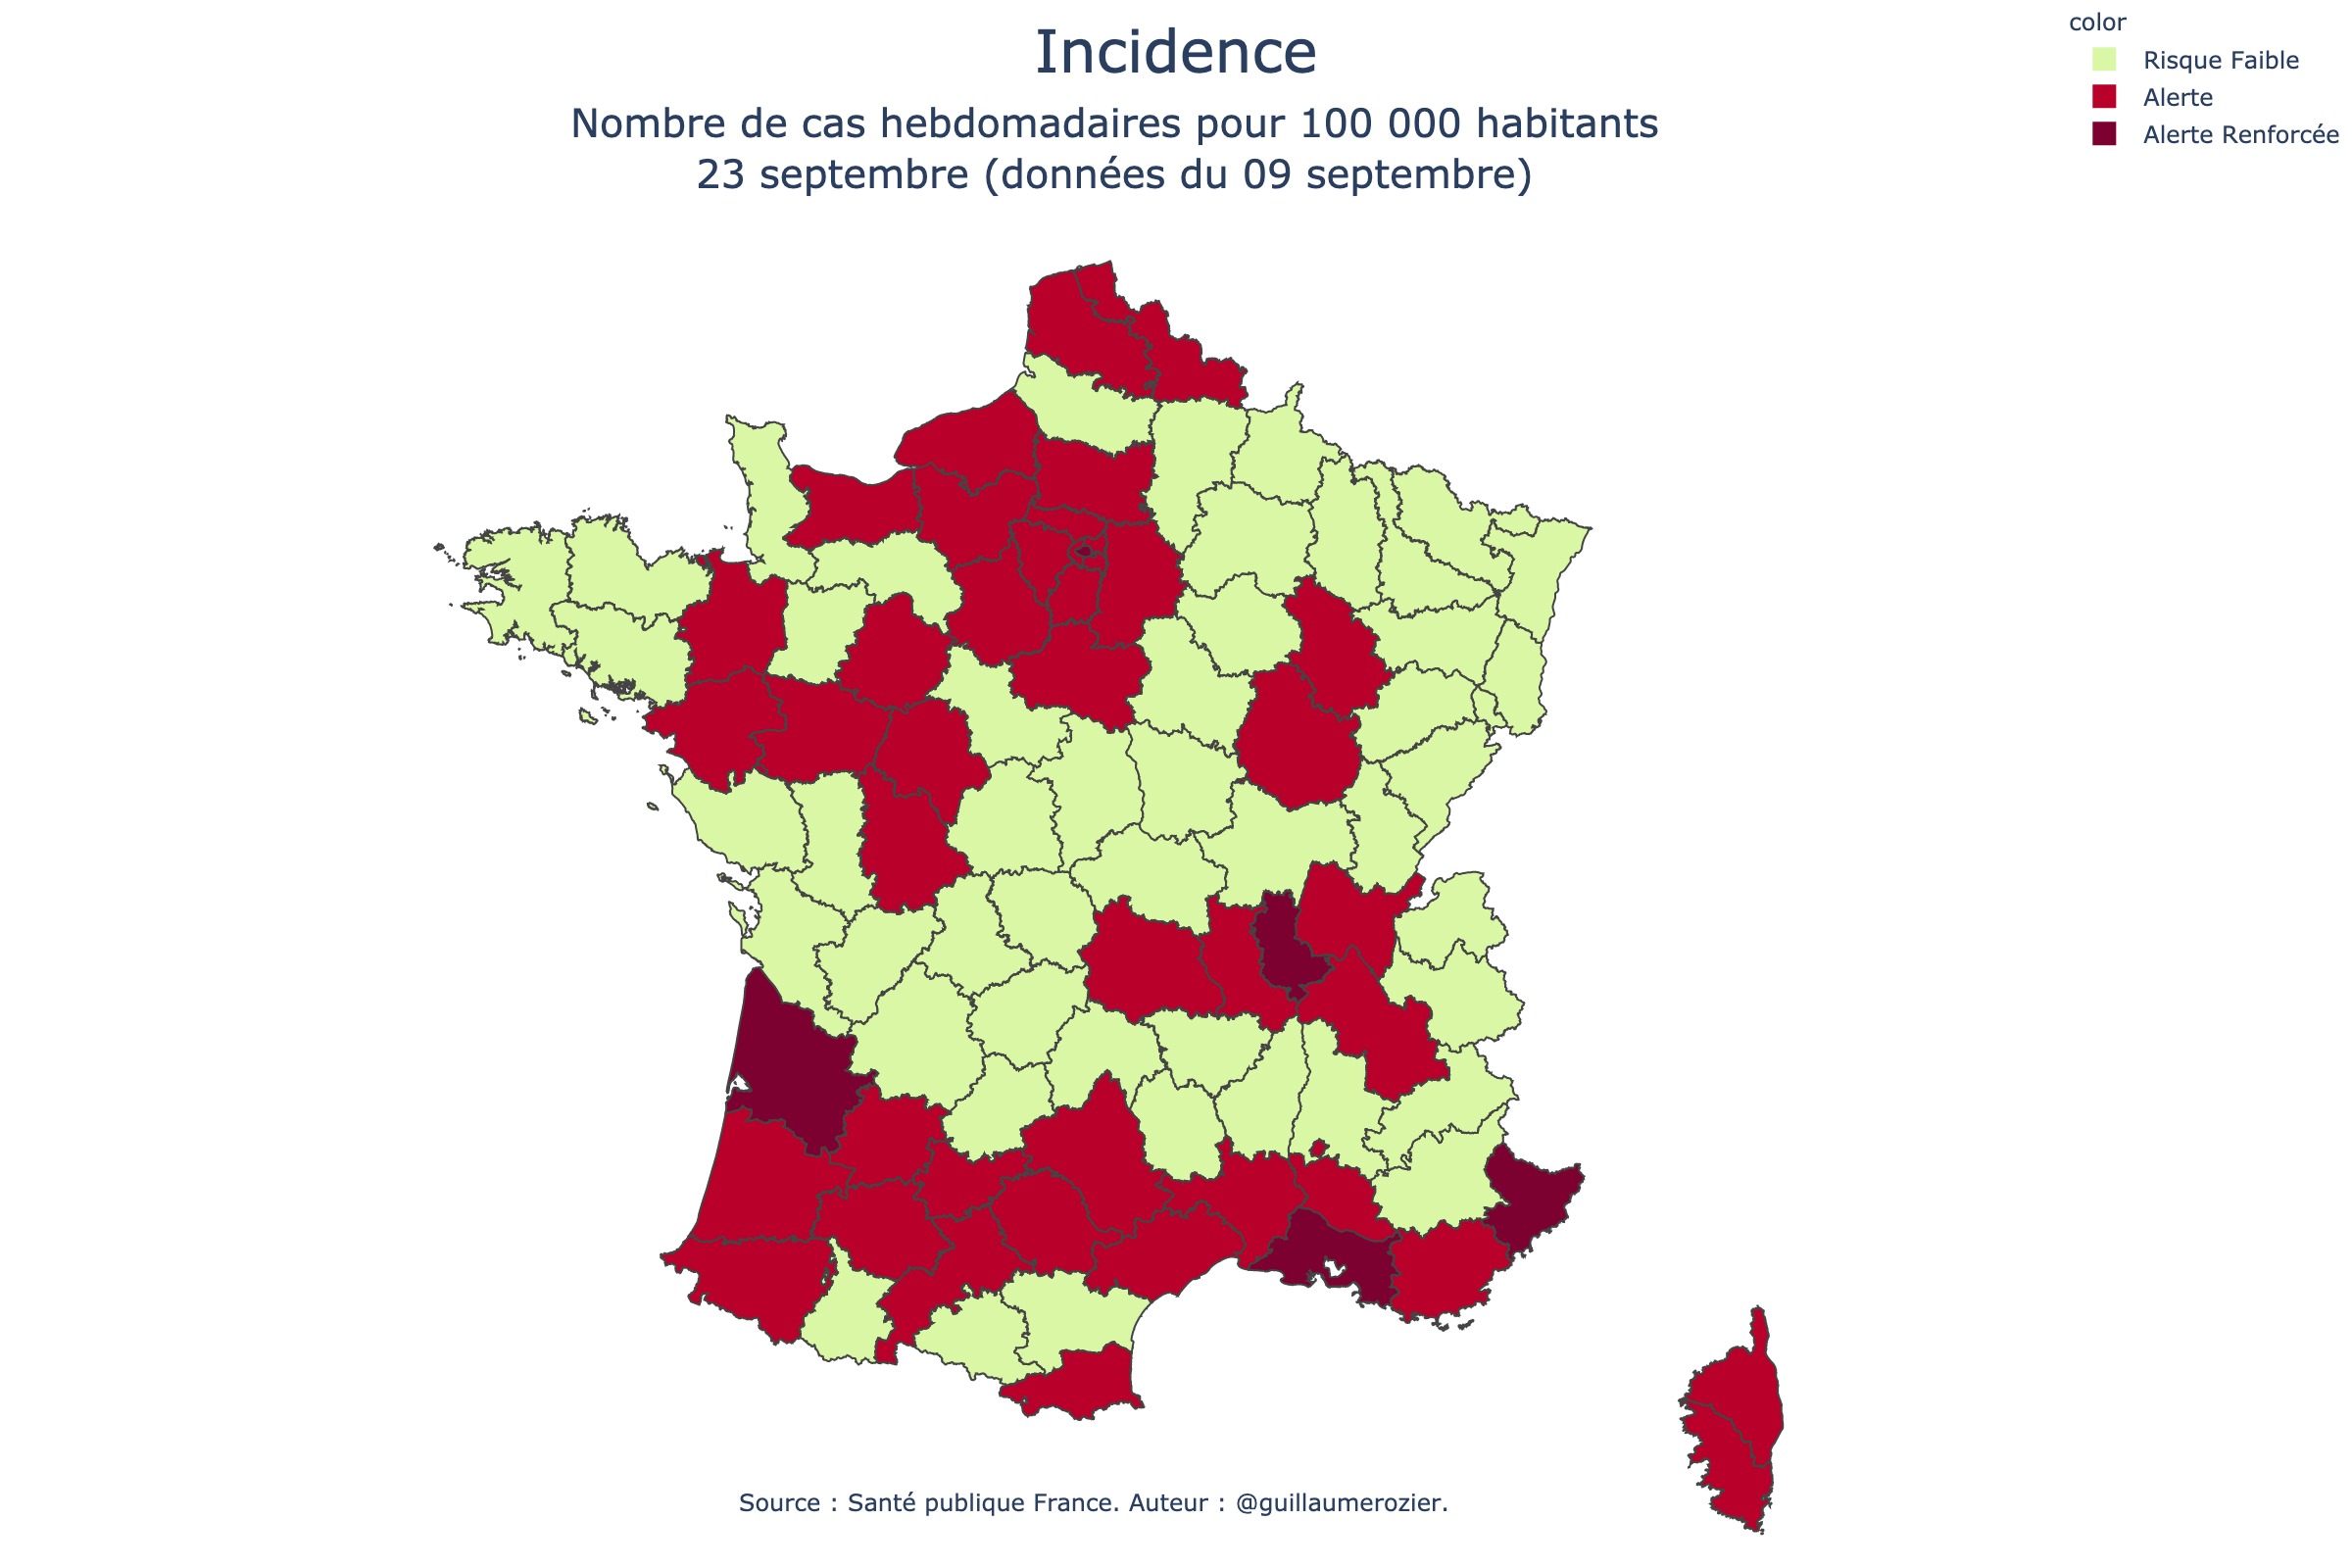 Incidence
Nombre de cas hebdomadaires pour 100 000 habitants
23 septembre (données du 09 septembre)
color
Risque Faible
Alerte
Alerte Renforcée
Source : Santé publique France. Auteur : @guillaumerozier.